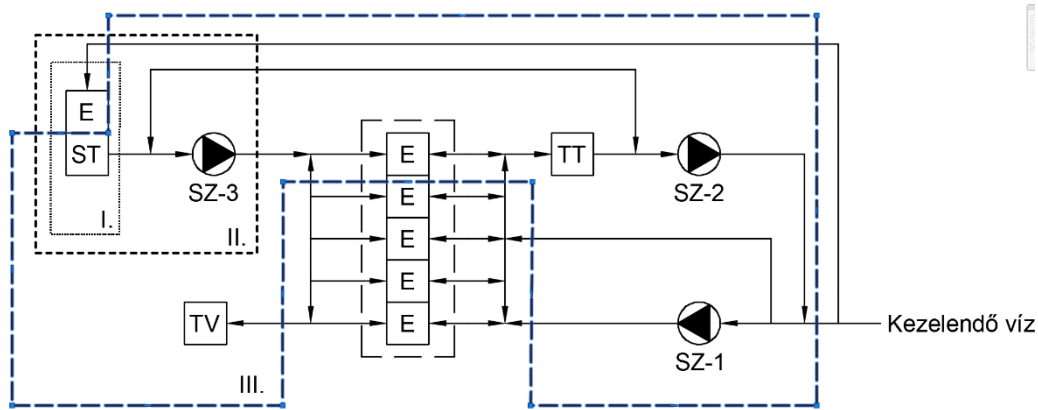 E
ST
I.
II.
SZ-3
E
E
E
E
E
TT
SZ-2
TV
SZ-1
Kezelendő víz
III.